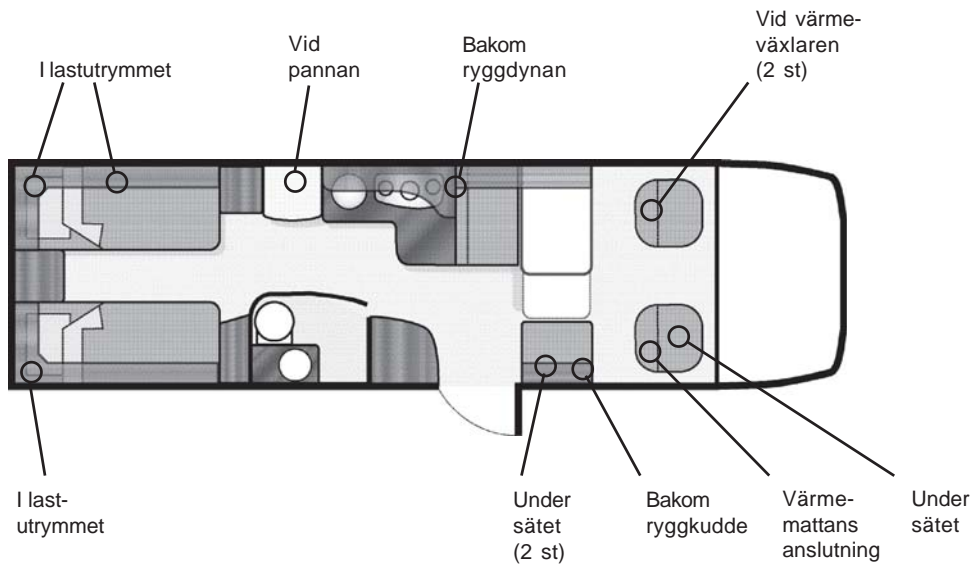 I lastutrymmet
Vid
pannan
Bakom
ryggdynan
Vid värme-
växlaren
(2 st)
I last-
utrymmet
Under
sätet
(2 st)
Bakom
ryggkudde
Värme-
mattans
anslutning
Under
sätet